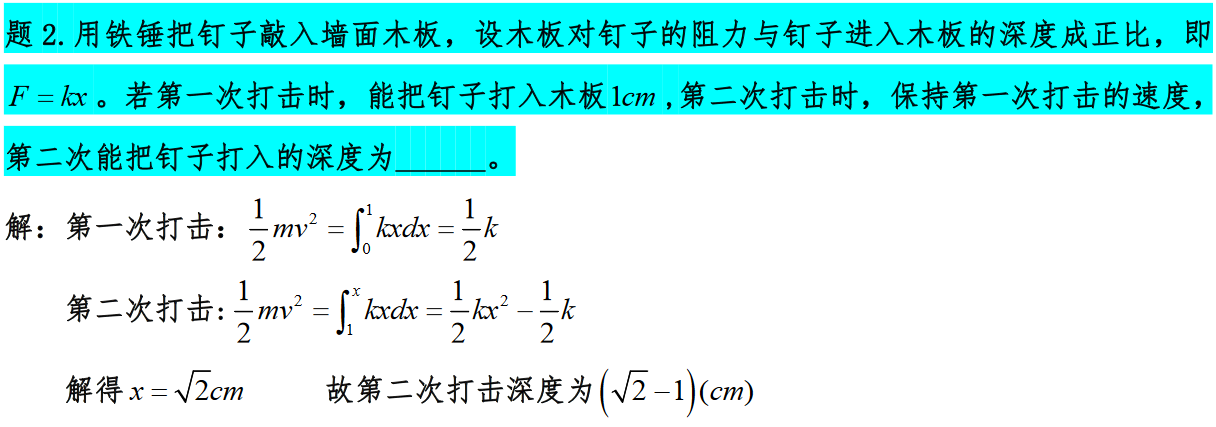 题 2. 用铁锤把钉子敲入墙面木板，设木板对钉子的阻力与钉子进入木板的深度成正比，即
F = kx 。若第一次打击时，能把钉子打入木板1cm ,第二次打击时，保持第一次打击的速度，
第二次能把钉子打入的深度为______。
解：第一次打击： \frac{1}{2}mv^2 = \int_0^1 kxdx = \frac{1}{2}k
第二次打击: \frac{1}{2}mv^2 = \int_1^x kxdx = \frac{1}{2}kx^2 - \frac{1}{2}k
解得 x = \sqrt{2}cm 故第二次打击深度为 (\sqrt{2} - 1)(cm)